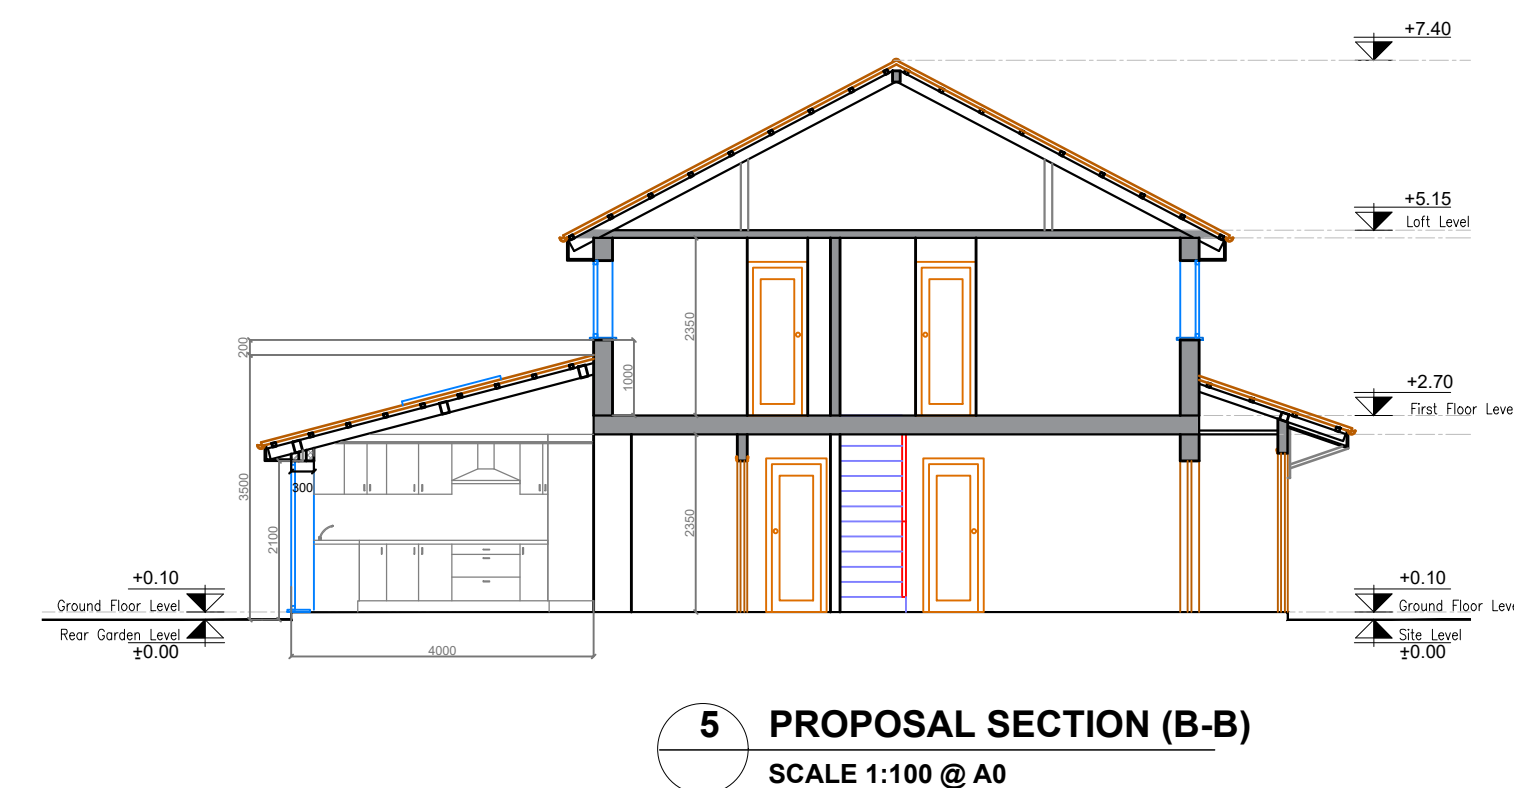 +7.40
+5.15
Loft Level
2350
200
1000
+2.70
First Floor Leve
300
3500
2100
2350
+0.10
Ground Floor Level
Rear Garden Level
±0.00
+0.10
Ground Floor Leve
Site Level
±0.00
4000
5 PROPOSAL SECTION (B-B)
SCALE 1:100 @ A0